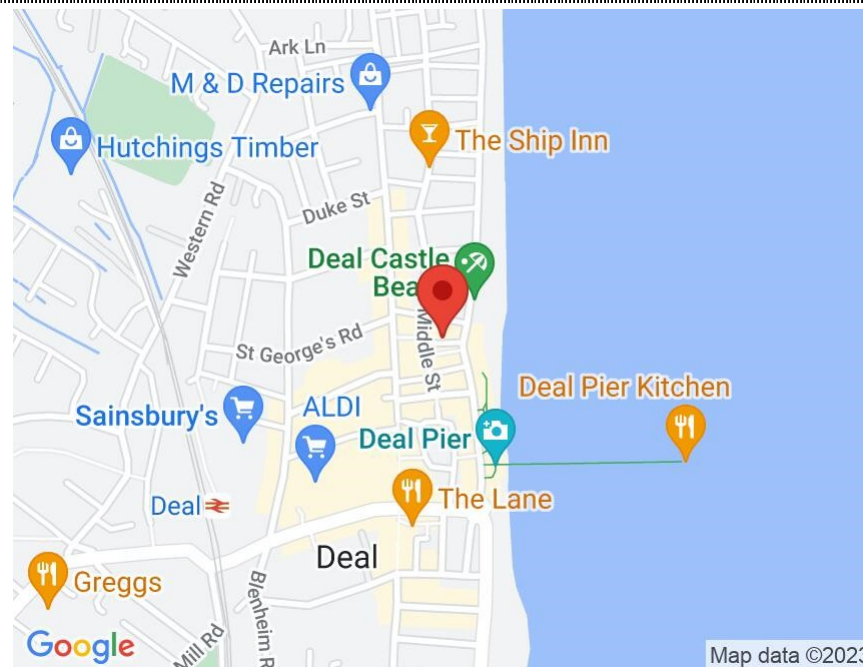 Ark Ln
M & D Repairs
The Ship Inn
Hutchings Timber
Western Rd
Duke St
Deal Castle
Bea
Middle St
St George's Rd
Deal Pier Kitchen
Sainsbury's
ALDI
Deal Pier
The Lane
Deal
Deal
Greggs
Blenheim R
Mill Rd
Google
Map data ©2023